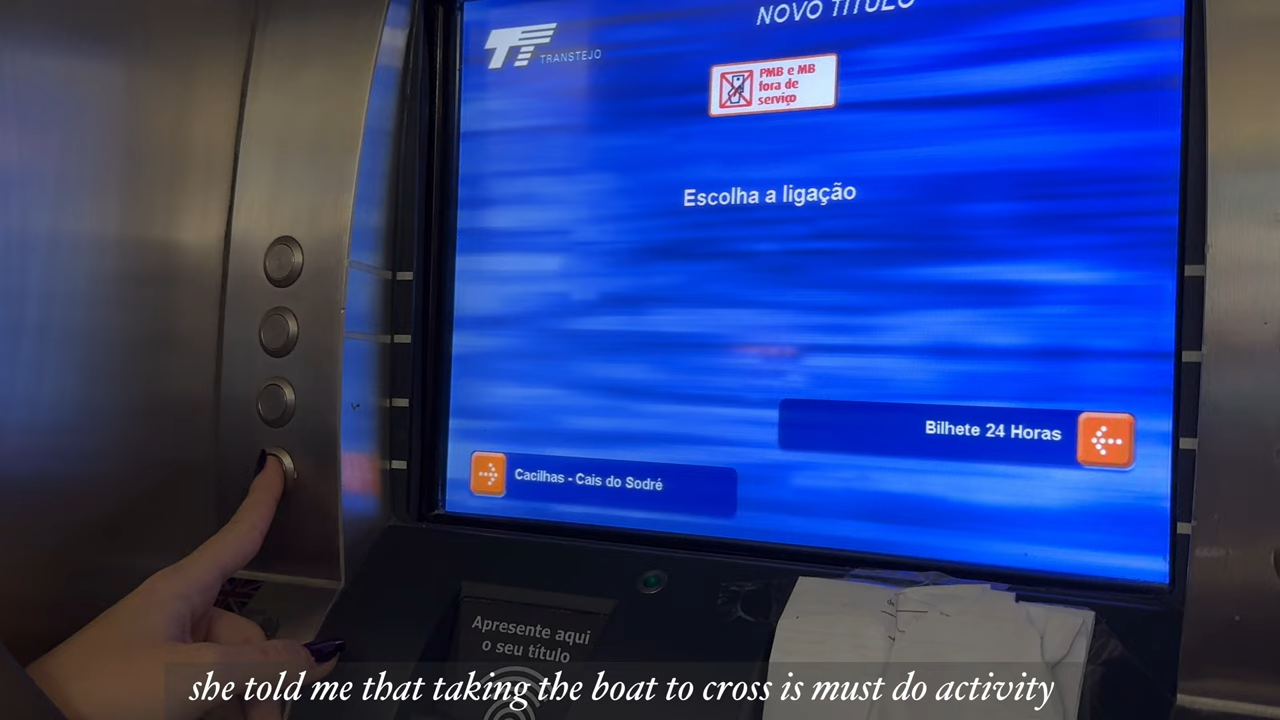 NOVO TÍTULO
TRANSTEJO
PMB e MB
fora de
serviço
Escolha a ligação
Bilhete 24 Horas
Cacilhas - Cais do Sodré
Apresente aqui
o seu título
she told me that taking the boat to cross is must do activity